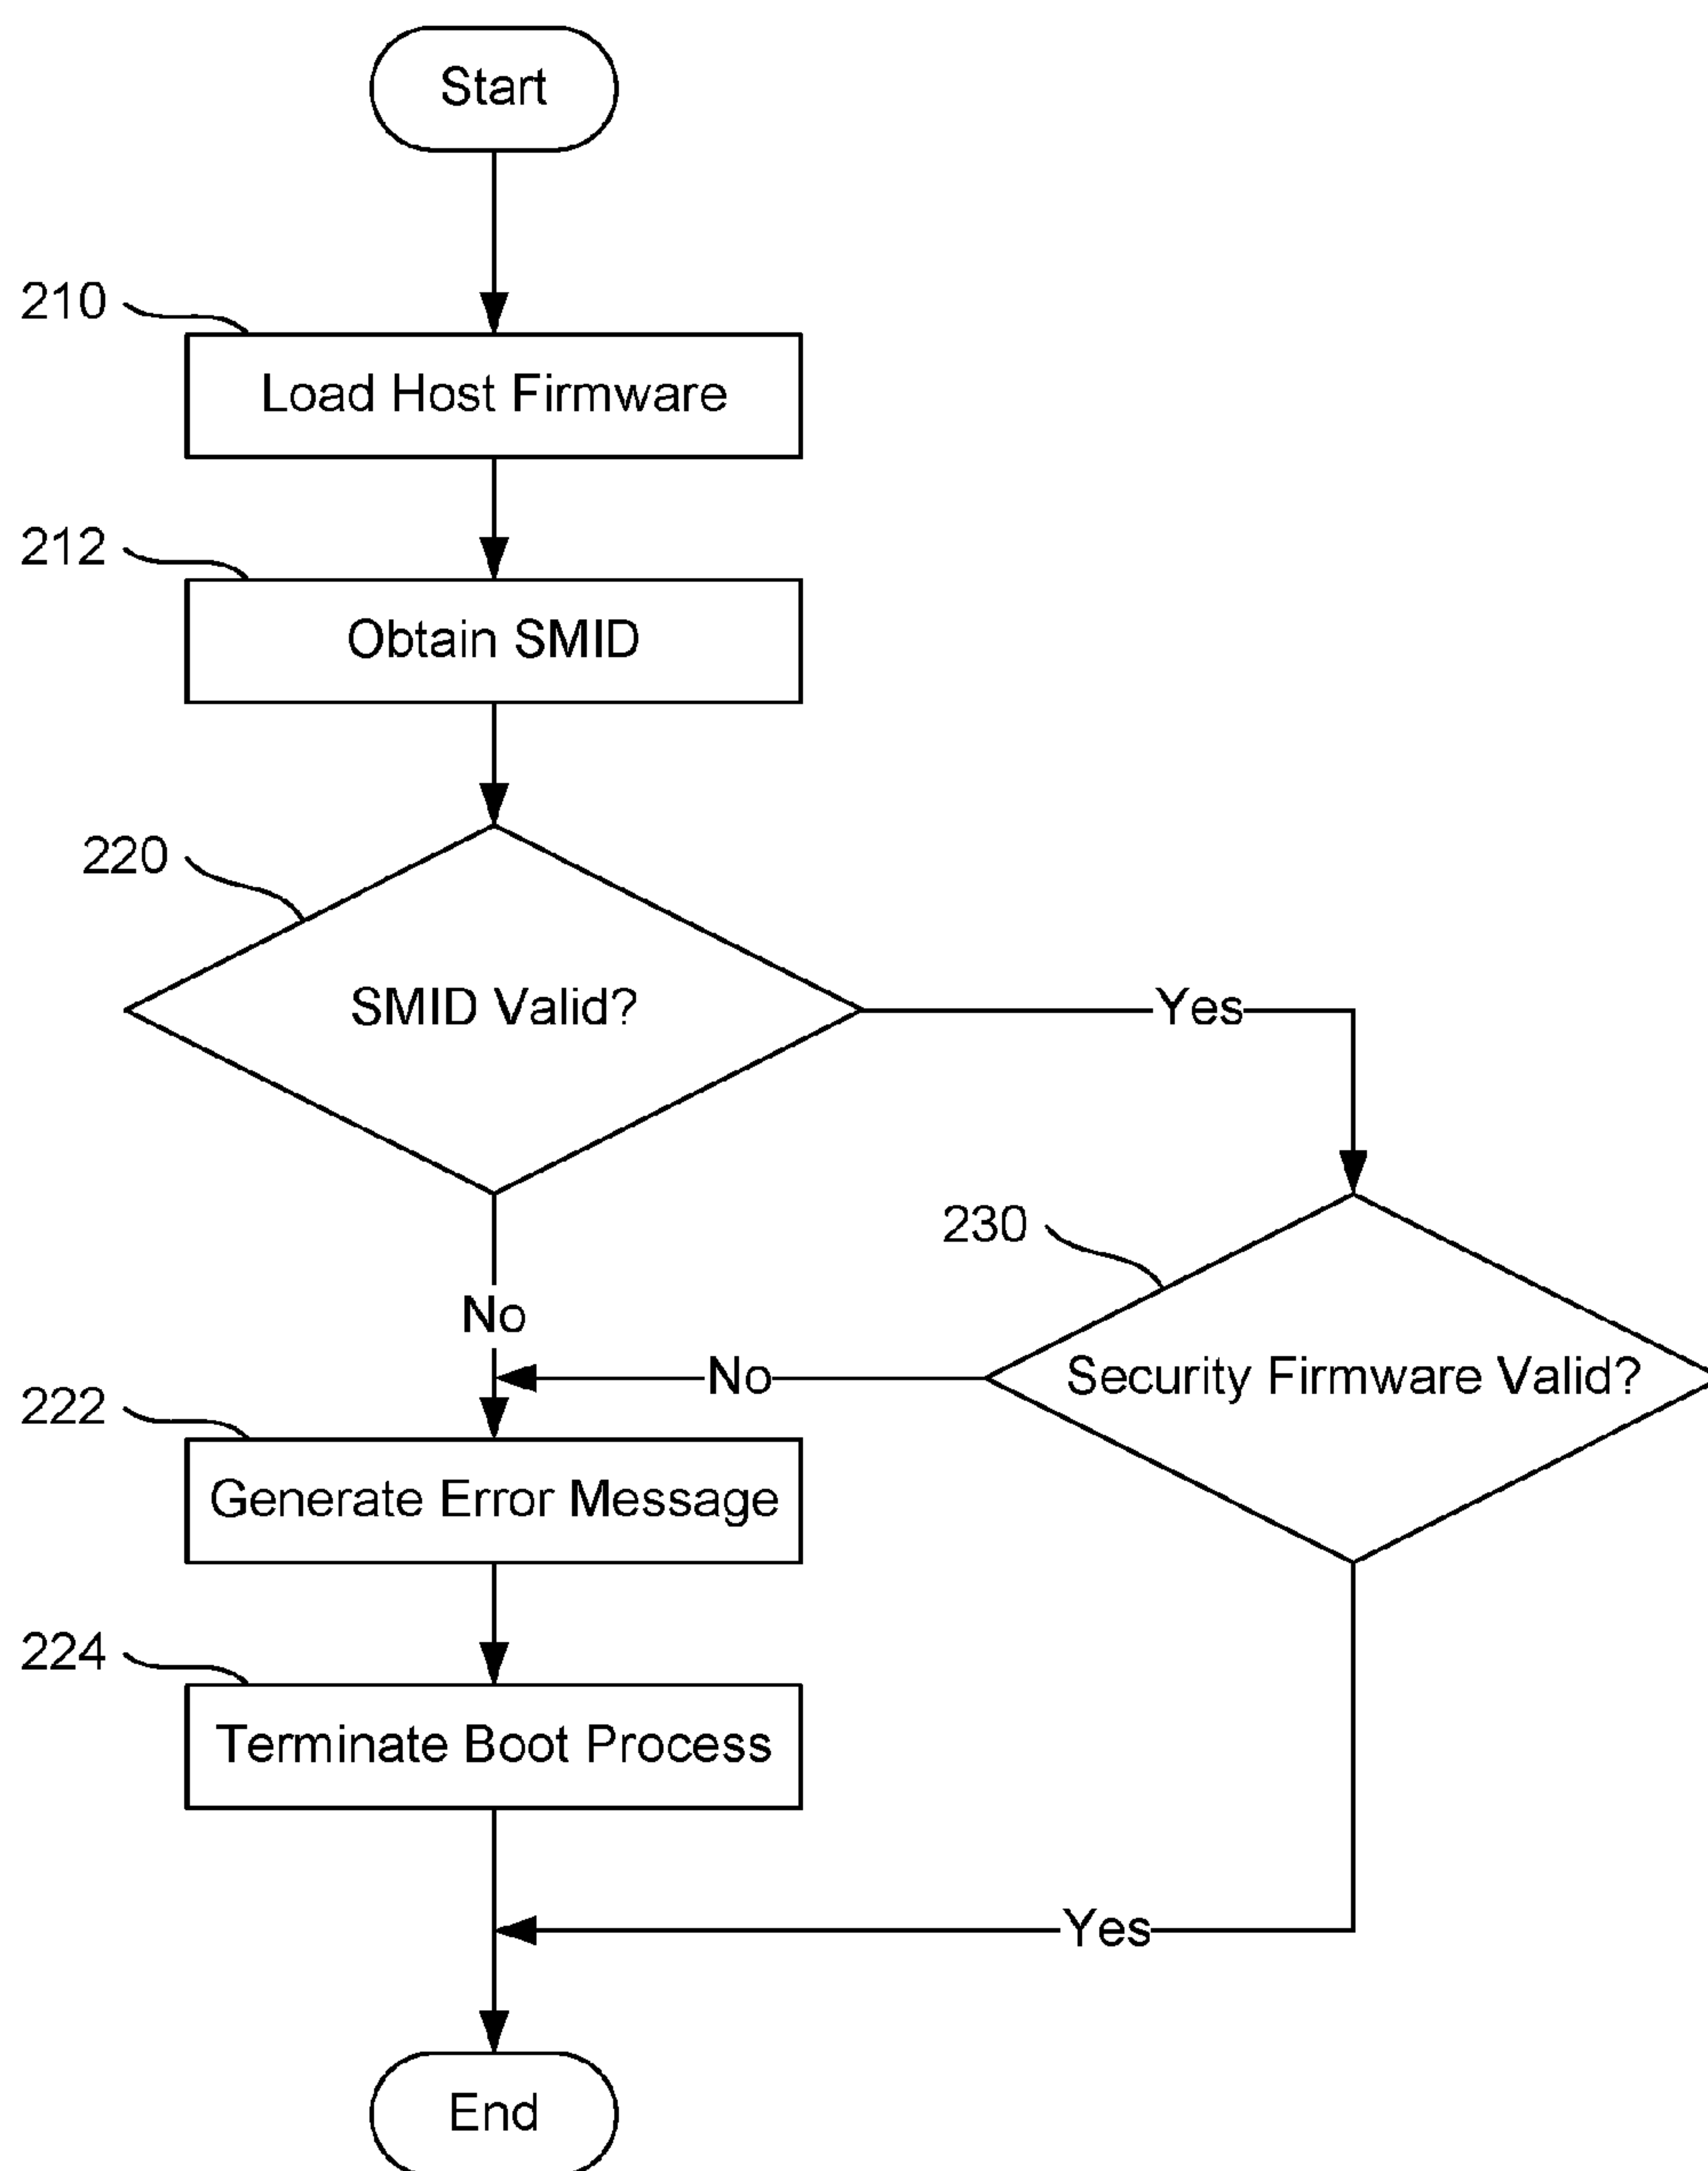 Start
210
Load Host Firmware
212
Obtain SMID
220
SMID Valid?
Yes
230
No
Security Firmware Valid?
No
222
Generate Error Message
224
Terminate Boot Process
Yes
End